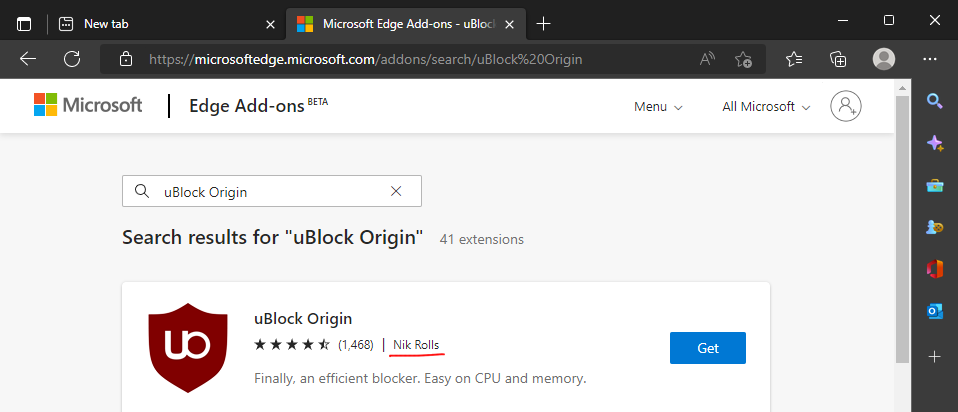 New tab
Microsoft Edge Add-ons - uBlock
https://microsoftedge.microsoft.com/addons/search/uBlock%20Origin
Microsoft Edge Add-ons BETA Menu All Microsoft
uBlock Origin
Search results for "uBlock Origin" 41 extensions
uBlock Origin
(1,468) | Nik Rolls
Get
Finally, an efficient blocker. Easy on CPU and memory.